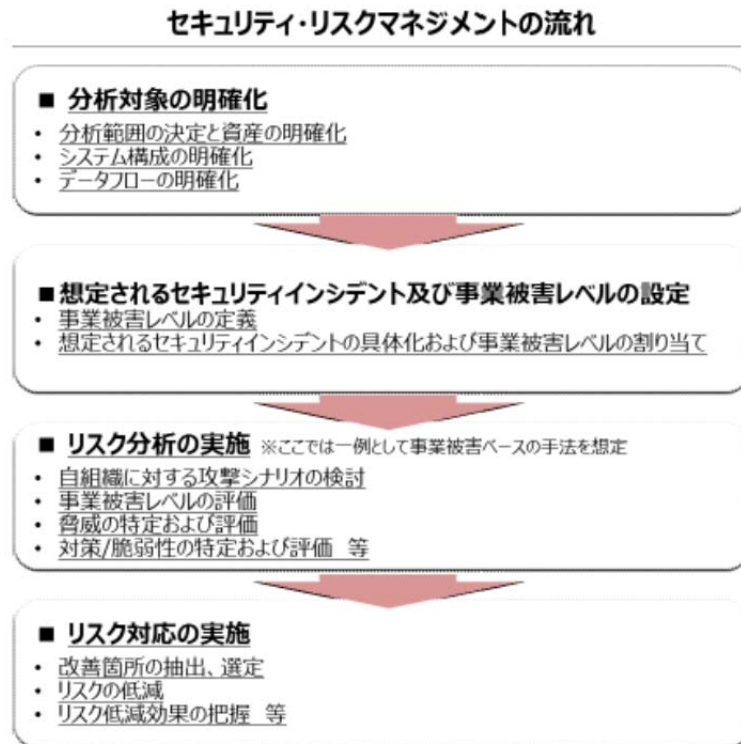 セキュリティ・リスクマネジメントの流れ
■ 分析対象の明確化
• 分析範囲の決定と資産の明確化
• システム構成の明確化
• データフローの明確化
■想定されるセキュリティインシデント及び事業被害レベルの設定
• 事業被害レベルの定義
• 想定されるセキュリティインシデントの具体化および事業被害レベルの割り当て
■ リスク分析の実施 ※ここでは一例として事業被害ベースの手法を想定
• 自組織に対する攻撃シナリオの検討
• 事業被害レベルの評価
• 脅威の特定および評価
• 対策/脆弱性の特定および評価 等
■ リスク対応の実施
• 改善箇所の抽出、選定
• リスクの低減
• リスク低減効果の把握 等